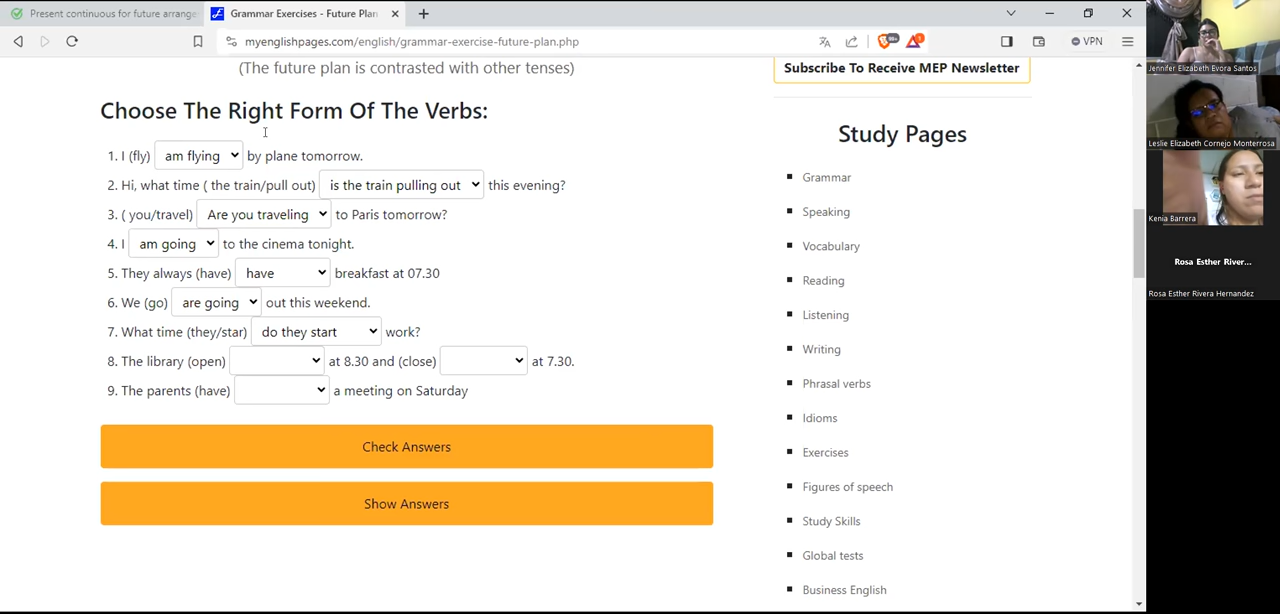 Present continuous for future arrange
Grammar Exercises - Future Plan
myenglishpages.com/english/grammar-exercise-future-plan.php
VPN
(The future plan is contrasted with other tenses)
Choose The Right Form Of The Verbs:
1. I (fly) am flying by plane tomorrow.
2. Hi, what time ( the train/pull out) is the train pulling out this evening?
3. ( you/travel) Are you traveling to Paris tomorrow?
4. I am going to the cinema tonight.
5. They always (have) have breakfast at 07.30
6. We (go) are going out this weekend.
7. What time (they/star) do they start work?
8. The library (open) at 8.30 and (close) at 7.30.
9. The parents (have) a meeting on Saturday
Check Answers
Show Answers
Subscribe To Receive MEP Newsletter
Study Pages
Grammar
Speaking
Vocabulary
Reading
Listening
Writing
Phrasal verbs
Idioms
Exercises
Figures of speech
Study Skills
Global tests
Business English
Jennifer Elizabeth Evora Santos
Leslie Elizabeth Cornejo Monterrosa
Kenia Barrera
Rosa Esther River...
Rosa Esther Rivera Hernandez